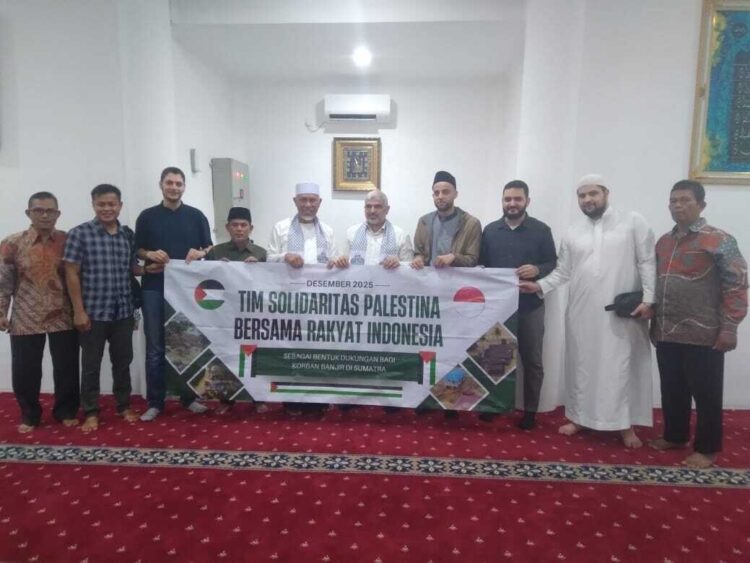 DESEMBER 2025
TIM SOLIDARITAS PALESTINA
BERSAMA RAKYAT INDONESIA
SEBAGAI BENTUK DUKUNGAN BAGI
KORBAN BANJIR DI SUMATRA